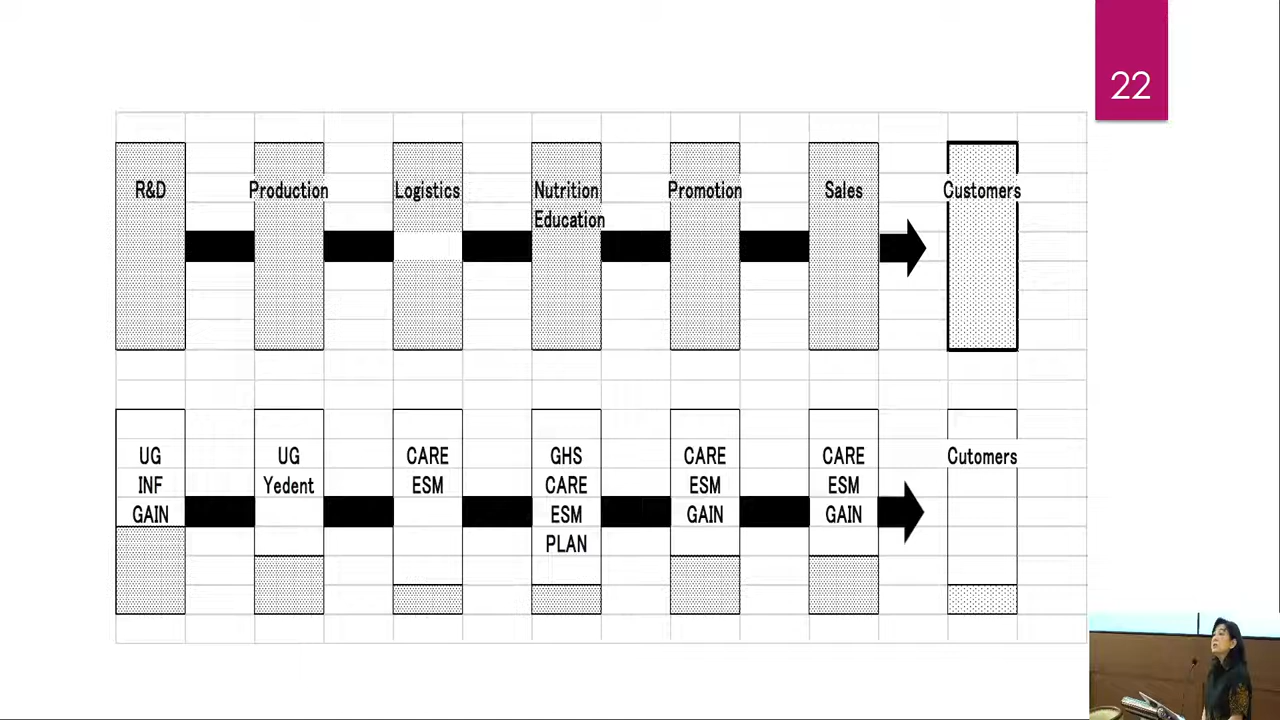 22
R&D Production Logistics Nutrition Promotion Sales Customers
Education
UG UG CARE GHS CARE CARE Cutomers
INF Yedent ESM CARE ESM ESM
GAIN ESM GAIN GAIN
PLAN